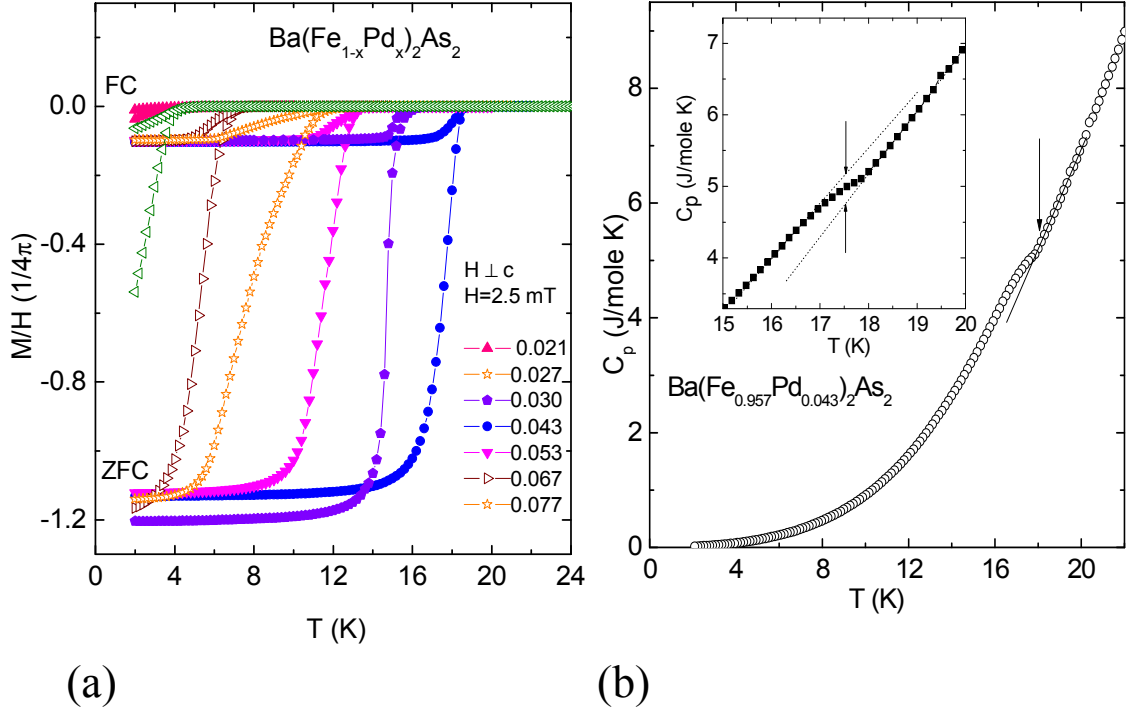 Ba(Fe1-xPdx)2As2
FC
0.0
-0.4
-0.8
-1.2
M/H (1/4π)
H ⊥ c
H=2.5 mT
0.021
0.027
0.030
0.043
0.053
0.067
0.077
ZFC
0 4 8 12 16 20 24
T (K)
(a)
8
6
4
2
0
Cp (J/mole K)
7
6
5
4
Cp (J/mole K)
15 16 17 18 19 20
T (K)
Ba(Fe0.957Pd0.043)2As2
0 4 8 12 16 20
T (K)
(b)